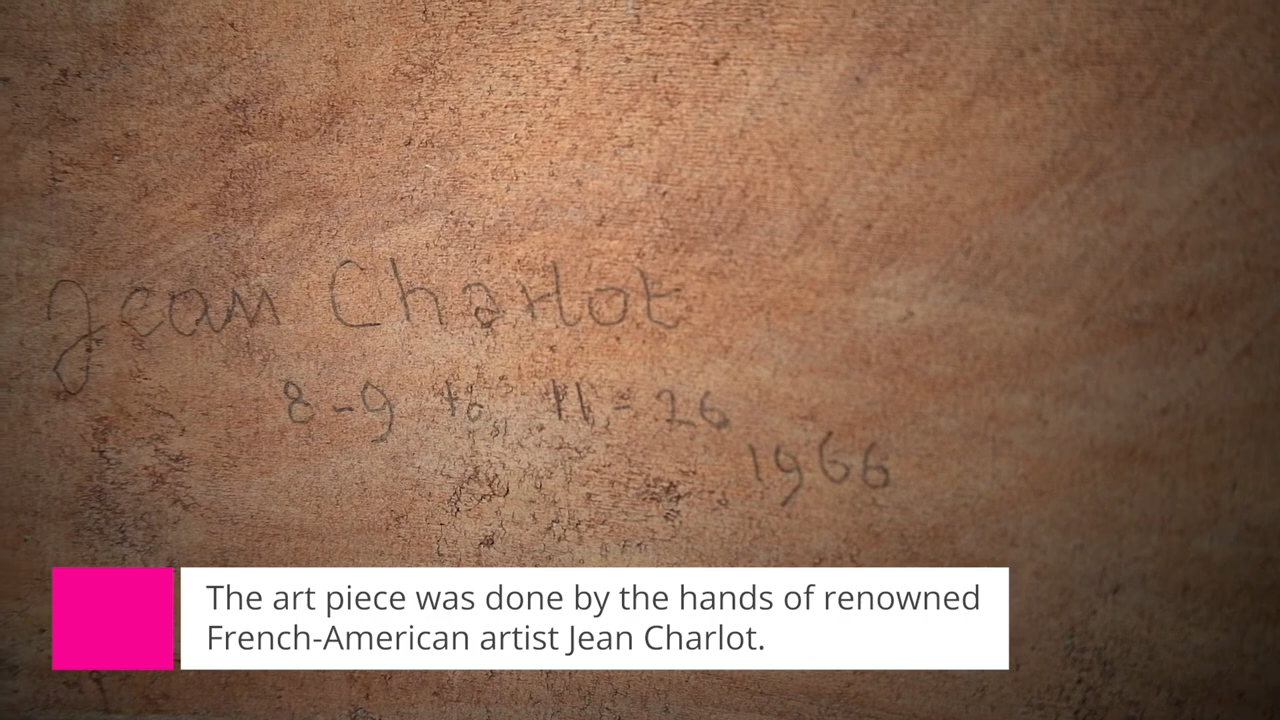 Jean Charlot
8-9 to 11-26
1966
The art piece was done by the hands of renowned
French-American artist Jean Charlot.